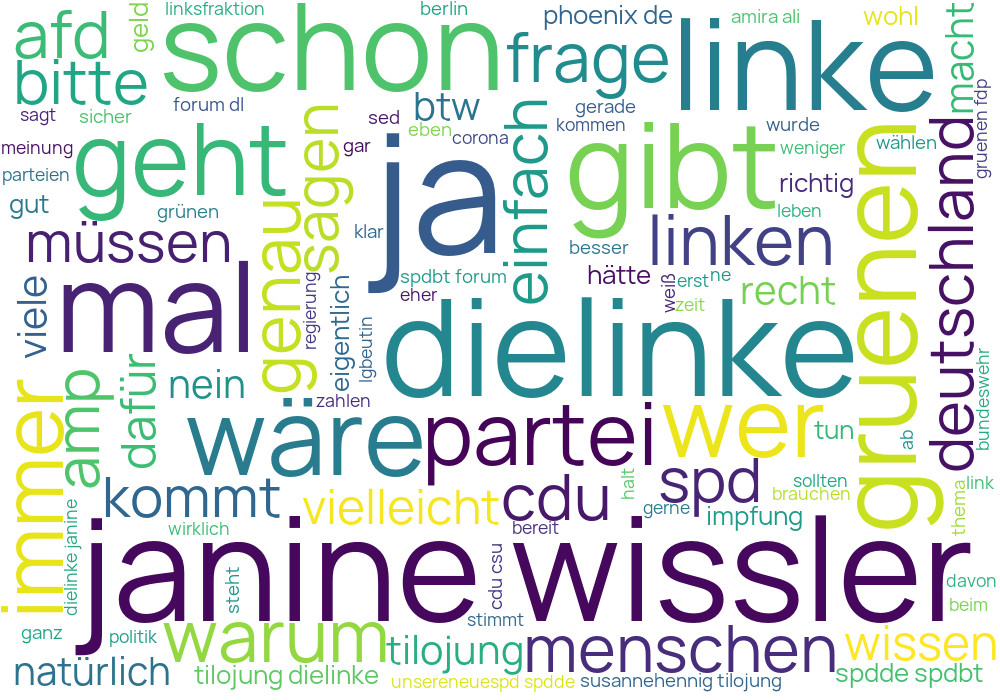 linksfraktion
berlin
phoenix de
amira ali
wohl
afd
geld
schon
frage
linke
macht
bitte
forum dl
btw
gerade
sagt
sicher
sed
eben
corona
kommen
wurde
wählen
gruenen fdp
meinung
geht
sagen
gar
ja
einfach
gibt
weniger
parteien
richtig
gut
grünen
klar
leben
müssen
genau
besser
linken
gruenen
deutschland
viele
mal
regierung
eigentlich
spdbt forum
eher
hätte
weiß
erst
ne
zeit
recht
lgbeutin
dielinke
immer
amp
dafür
nein
zahlen
wäre
partei
wer
tun
ab
bundeswehr
kommt
vielleicht
cdu
spd
halt
sollten
brauchen
gerne
impfung
thema
link
dielinke janine
wirklich
bereit
janine wissler
steht
cdu csu
stimmt
davon
beim
ganz
politik
warum
tilojung
menschen
wissen
natürlich
tilojung dielinke
unsereneuespd spdde
susannehennig tilojung
spdde spdbt